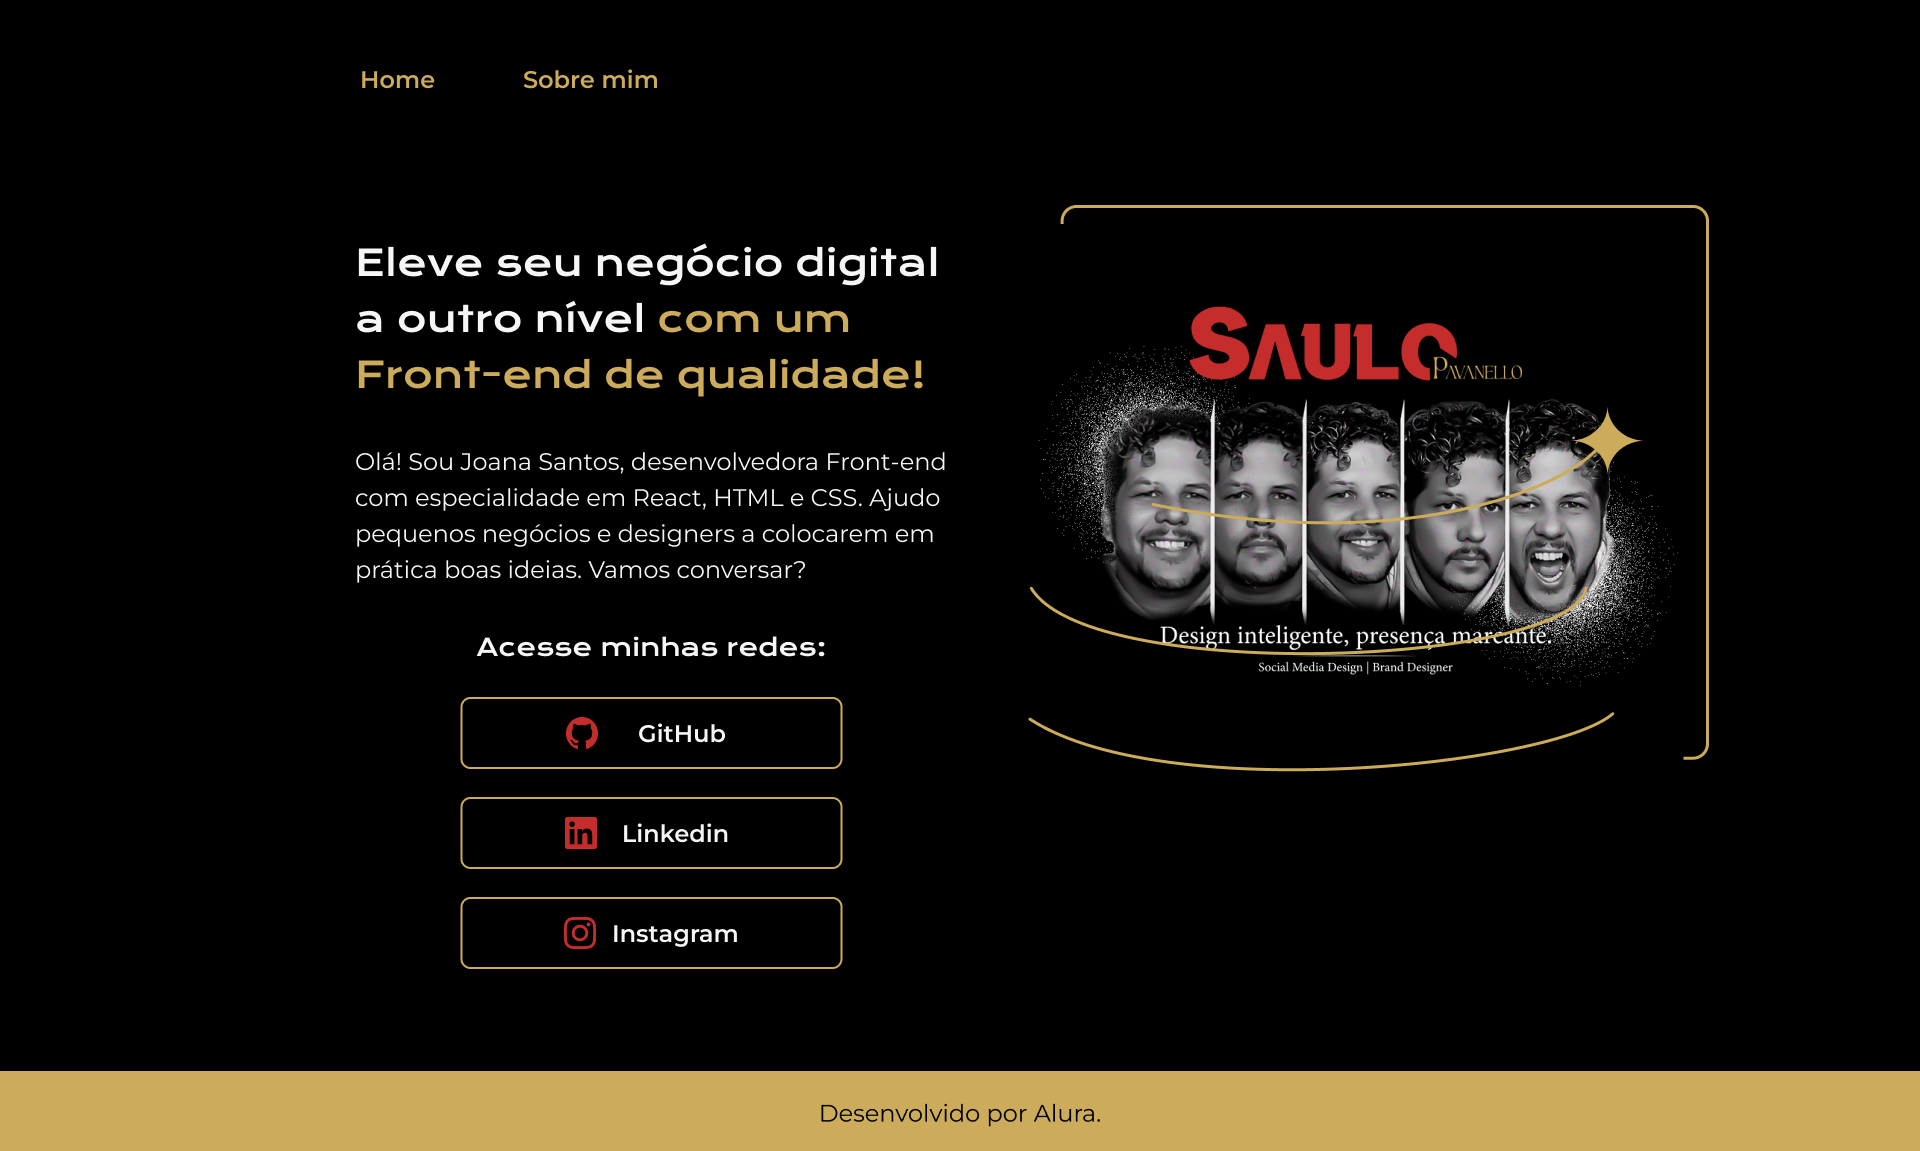 Home
Sobre mim
Eleve seu negócio digital
a outro nível com um
Front-end de qualidade!
Olá! Sou Joana Santos, desenvolvedora Front-end
com especialidade em React, HTML e CSS. Ajudo
pequenos negócios e designers a colocarem em
prática boas ideias. Vamos conversar?
Acesse minhas redes:
GitHub
Linkedin
Instagram
SAULO
PAVANELLO
Design inteligente, presença marcante.
Social Media Design | Brand Designer
Desenvolvido por Alura.